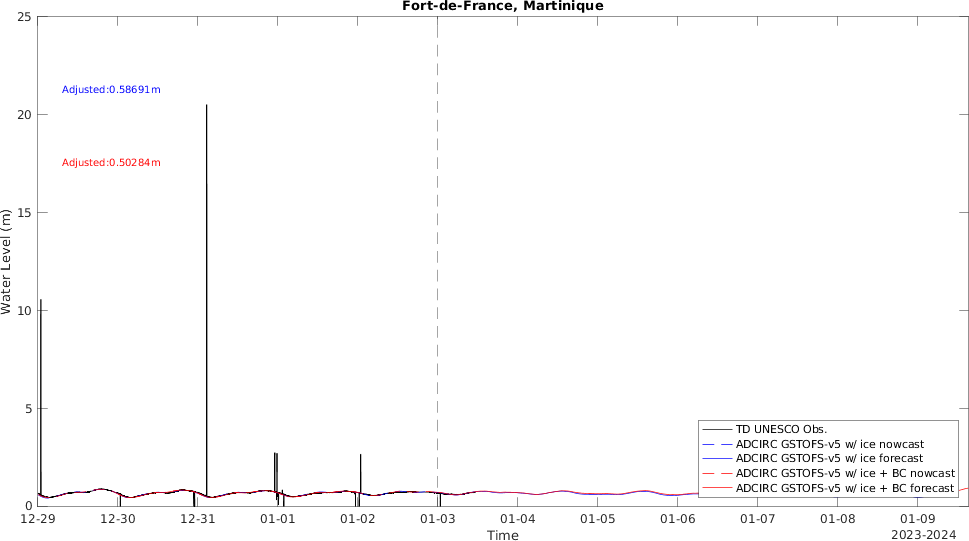 Fort-de-France, Martinique
25
20
15
10
5
0
Water Level (m)
Adjusted:0.58691m
Adjusted:0.50284m
TD UNESCO Obs.
ADCIRC GSTOFS-v5 w/ ice nowcast
ADCIRC GSTOFS-v5 w/ ice forecast
ADCIRC GSTOFS-v5 w/ ice + BC nowcast
ADCIRC GSTOFS-v5 w/ ice + BC forecast
12-29 12-30 12-31 01-01 01-02 01-03 01-04 01-05 01-06 01-07 01-08 01-09
Time
2023-2024